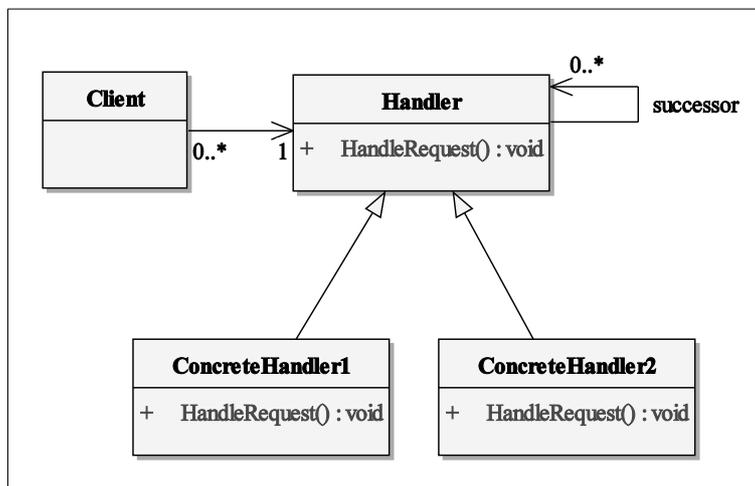 Client
0..*
1
Handler
+ HandleRequest() : void
0..*
successor
ConcreteHandler1
+ HandleRequest() : void
ConcreteHandler2
+ HandleRequest() : void